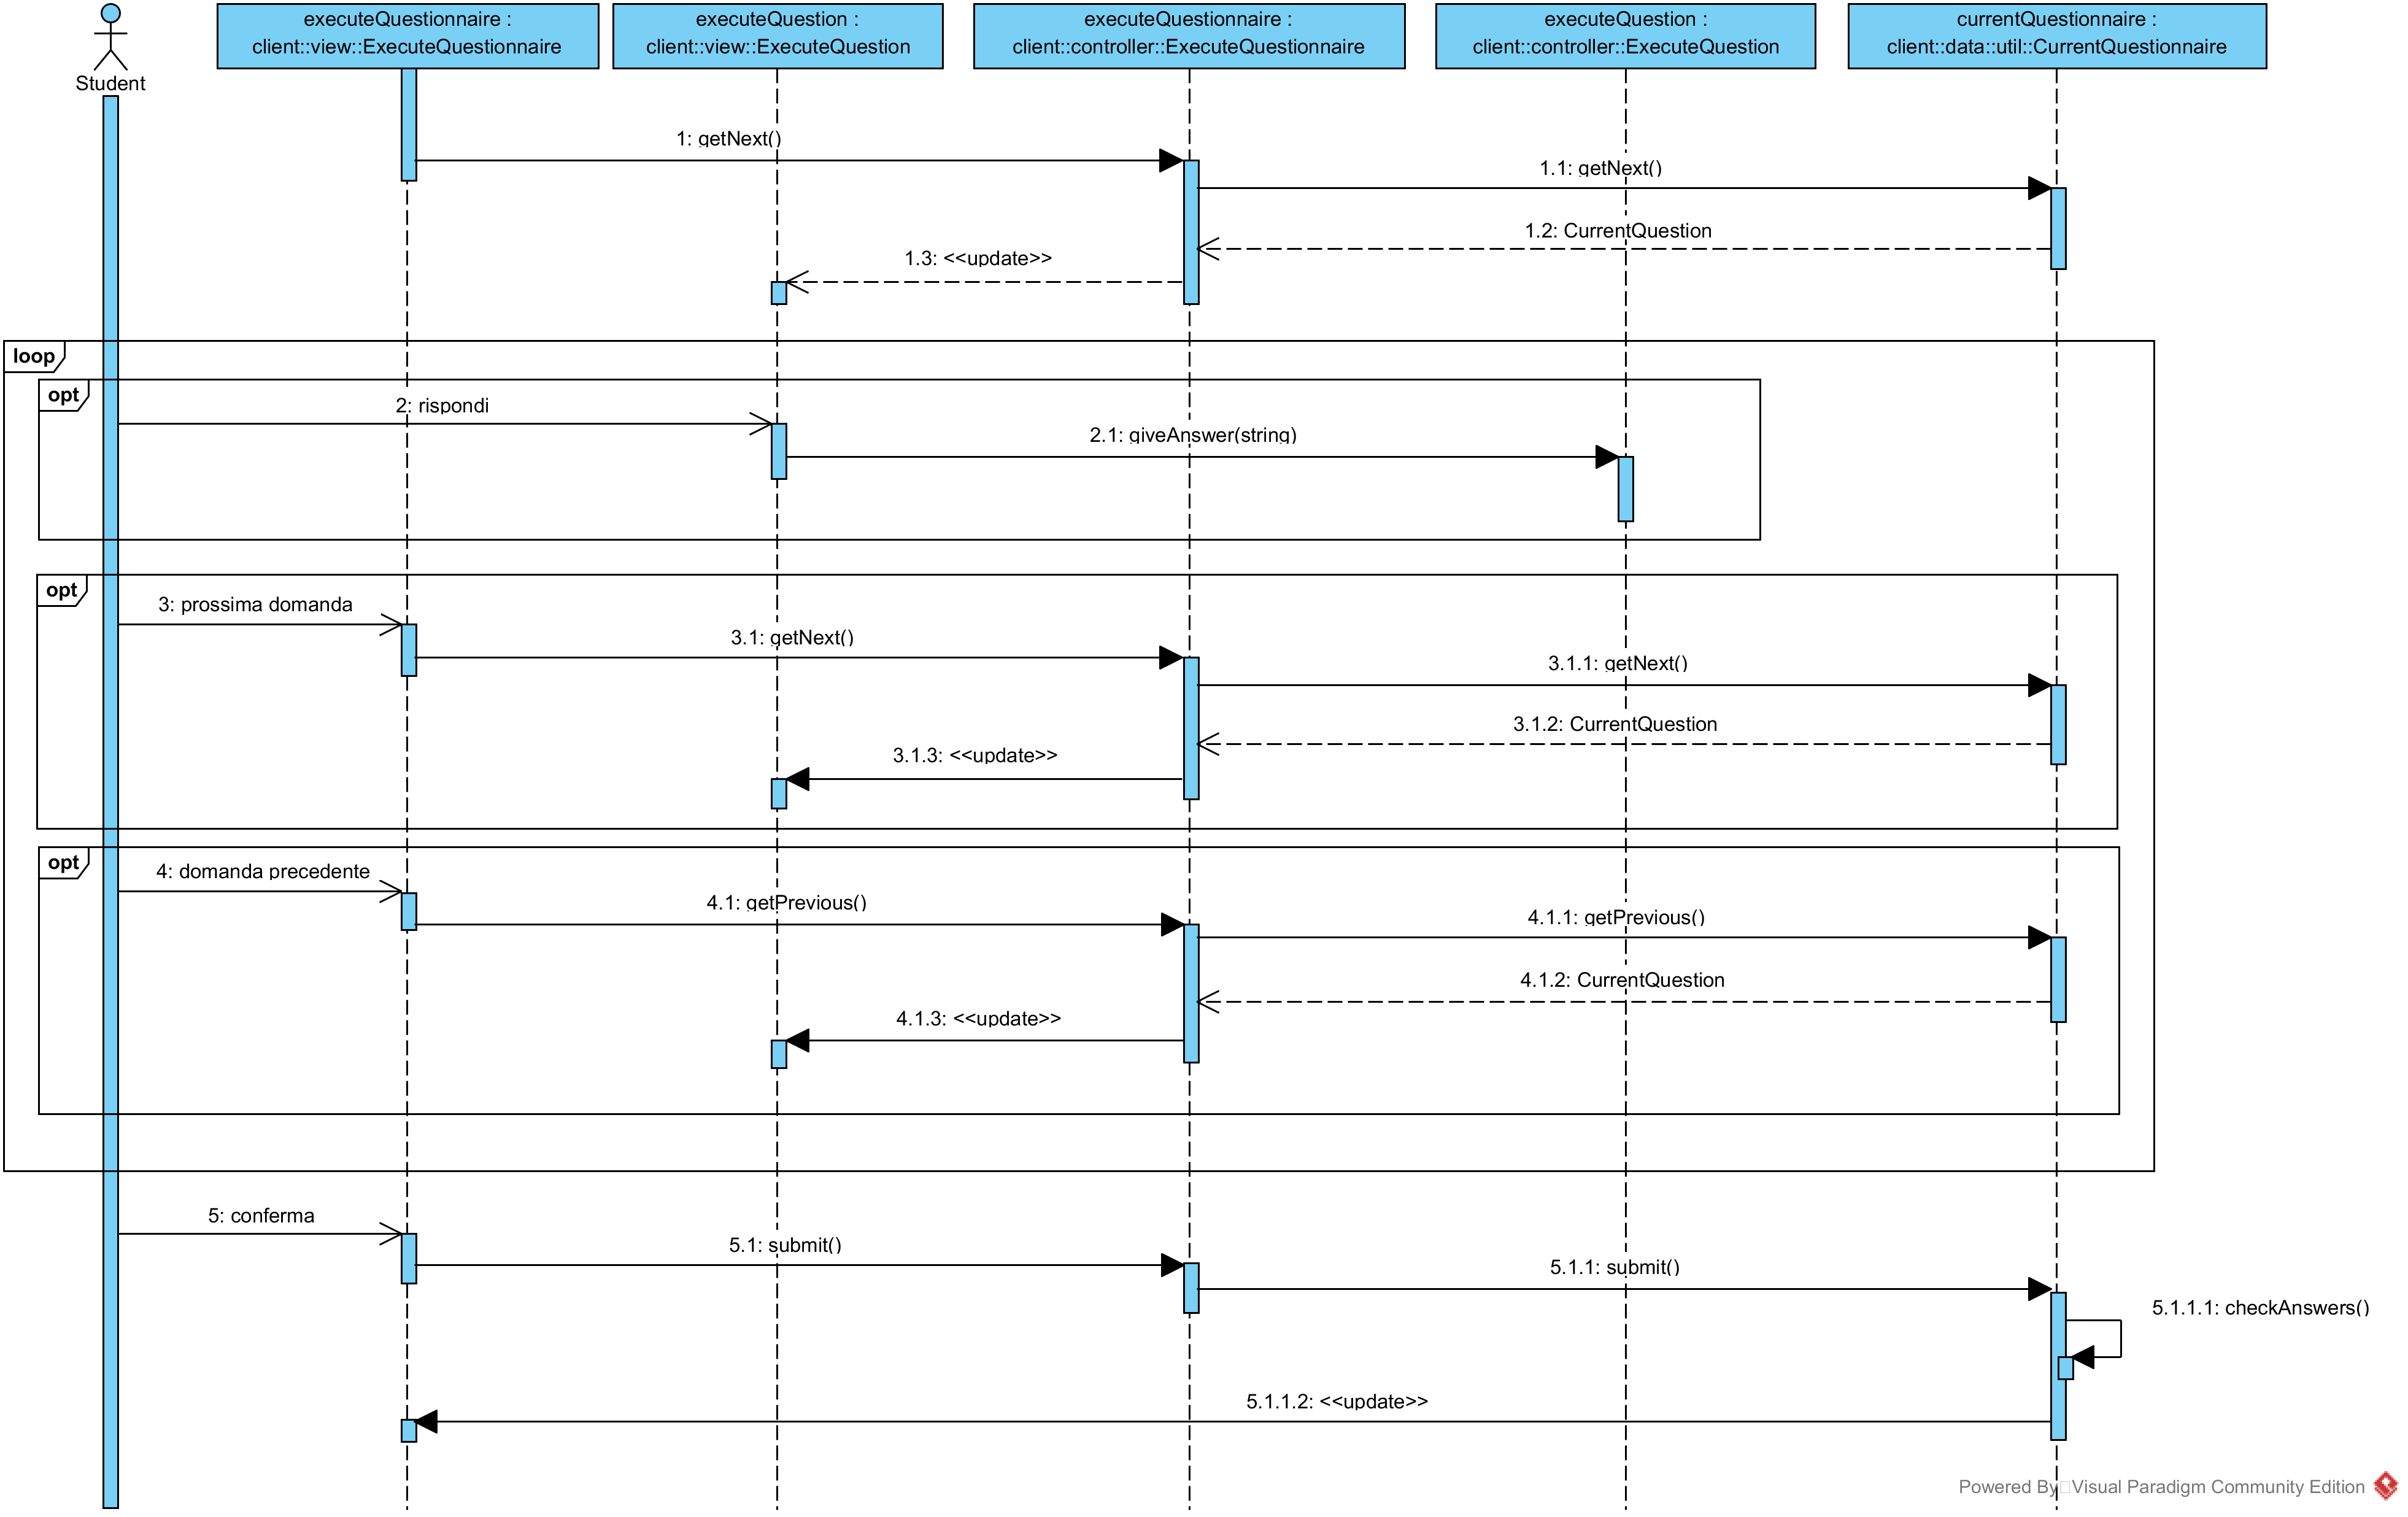 Student
executeQuestionnaire :
client::view::ExecuteQuestionnaire
executeQuestion :
client::view::ExecuteQuestion
executeQuestionnaire :
client::controller::ExecuteQuestionnaire
executeQuestion :
client::controller::ExecuteQuestion
currentQuestionnaire :
client::data::util::CurrentQuestionnaire
1: getNext()
1.1: getNext()
1.2: CurrentQuestion
1.3: <<update>>
loop
opt
2: rispondi
2.1: giveAnswer(string)
opt
3: prossima domanda
3.1: getNext()
3.1.1: getNext()
3.1.2: CurrentQuestion
3.1.3: <<update>>
opt
4: domanda precedente
4.1: getPrevious()
4.1.1: getPrevious()
4.1.2: CurrentQuestion
4.1.3: <<update>>
5: conferma
5.1: submit()
5.1.1: submit()
5.1.1.1: checkAnswers()
5.1.1.2: <<update>>
Powered By Visual Paradigm Community Edition